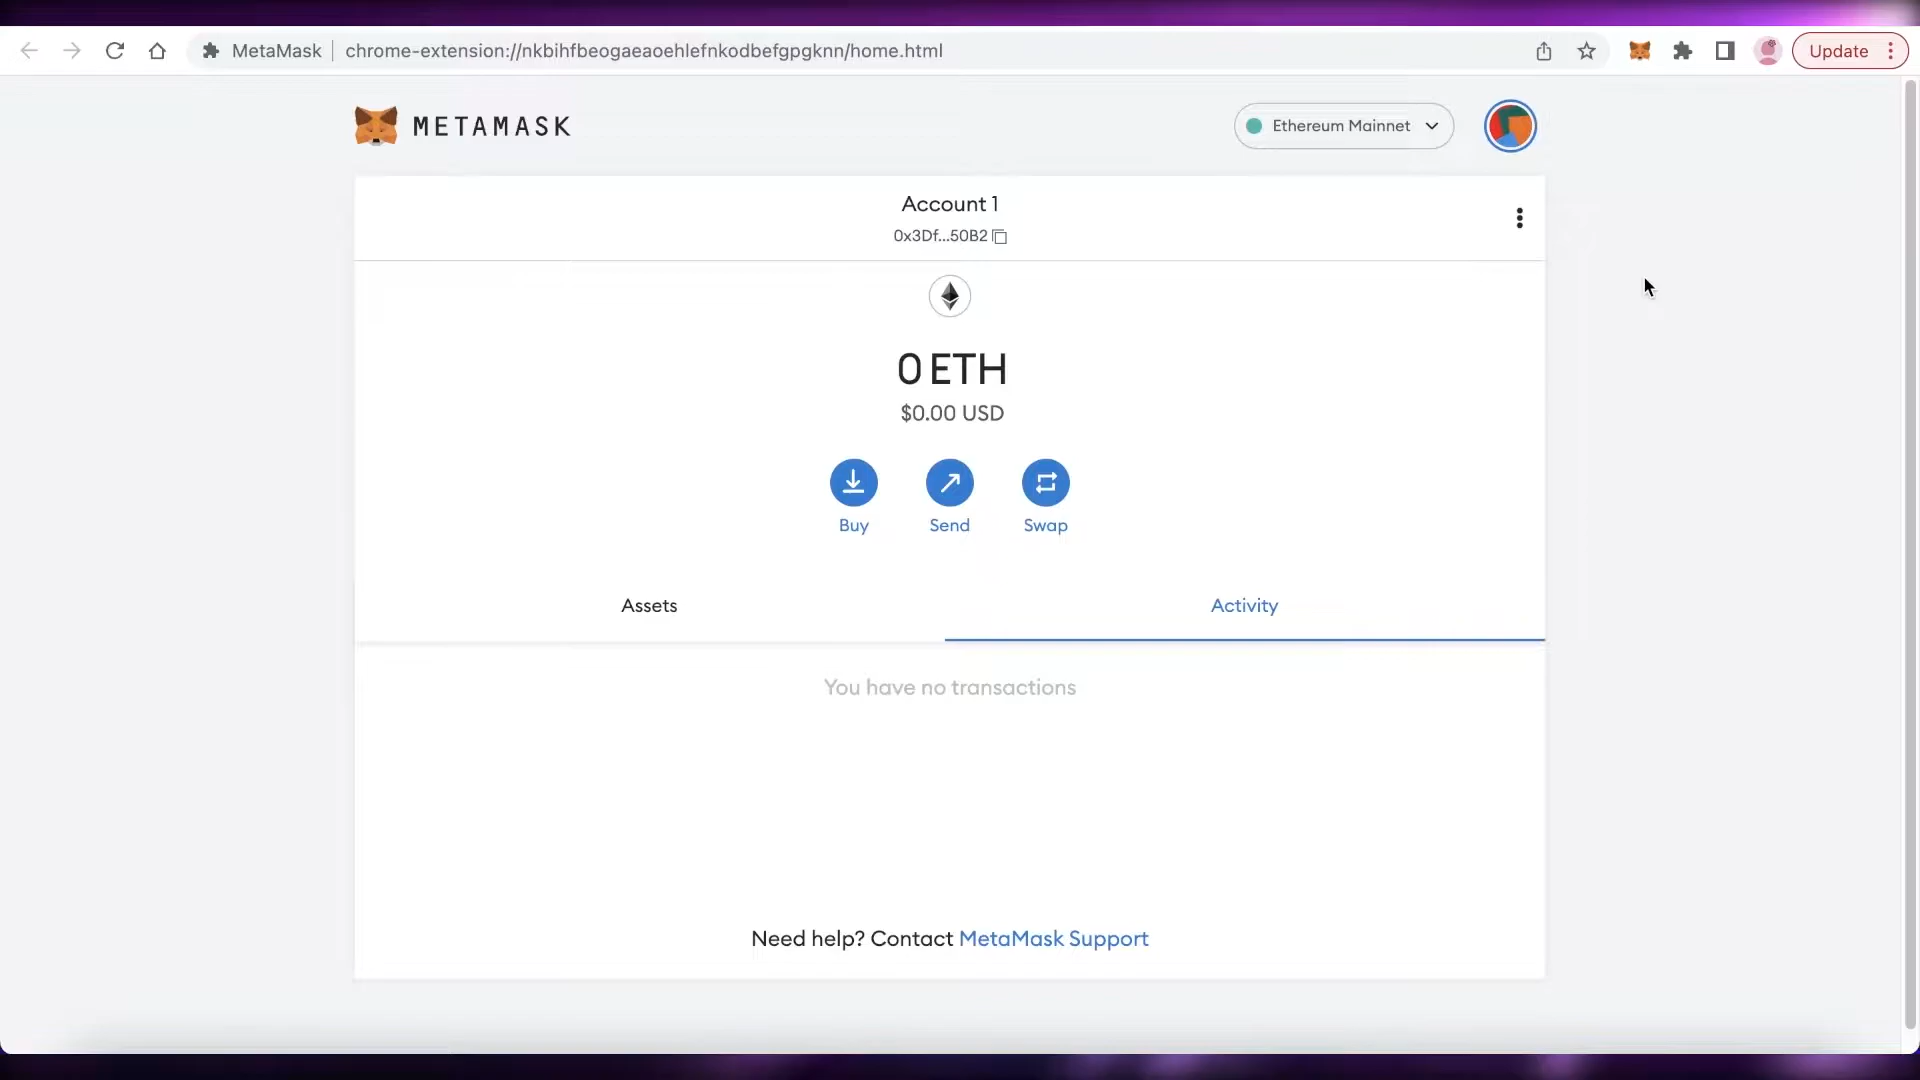 MetaMask
chrome-extension://nkbihfbeogaeaoehlefnkodbefgpgknn/home.html
Update
METAMASK
Ethereum Mainnet
Account 1
0x3Df...50B2
0 ETH
$0.00 USD
Buy
Send
Swap
Assets
Activity
You have no transactions
Need help? Contact MetaMask Support